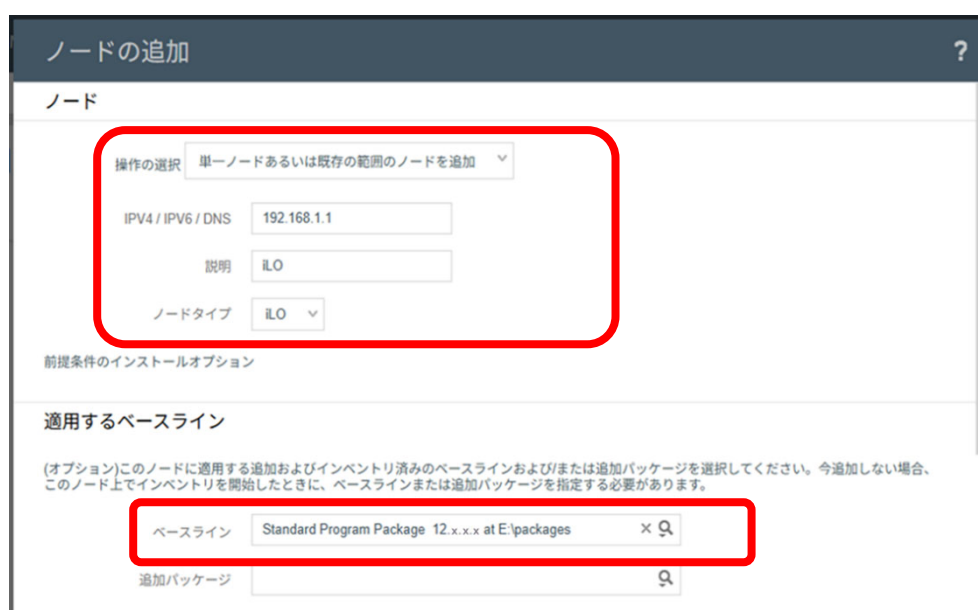 ノードの追加
?
ノード
操作の選択 単一ノードあるいは既存の範囲のノードを追加
IPV4 / IPV6 / DNS 192.168.1.1
説明 iLO
ノードタイプ iLO
前提条件のインストールオプション
適用するベースライン
(オプション)このノードに適用する追加およびインベントリ済みのベースラインおよび/または追加パッケージを選択してください。今追加しない場合、
このノード上でインベントリを開始したときに、ベースラインまたは追加パッケージを指定する必要があります。
ベースライン Standard Program Package 12.x.x.x at E:\packages
追加パッケージ